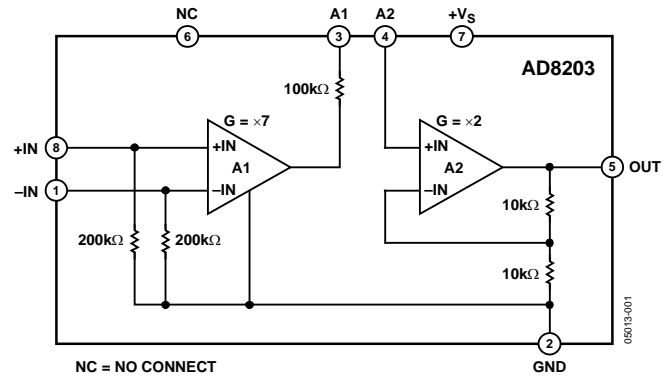 NC
A1
A2
+VS
6
3
4
7
AD8203
100kΩ
G = ×7
G = ×2
+IN
8
+IN
A1
–IN
+IN
A2
–IN
5
OUT
–IN
1
10kΩ
200kΩ
200kΩ
10kΩ
2
NC = NO CONNECT
GND
05013-001